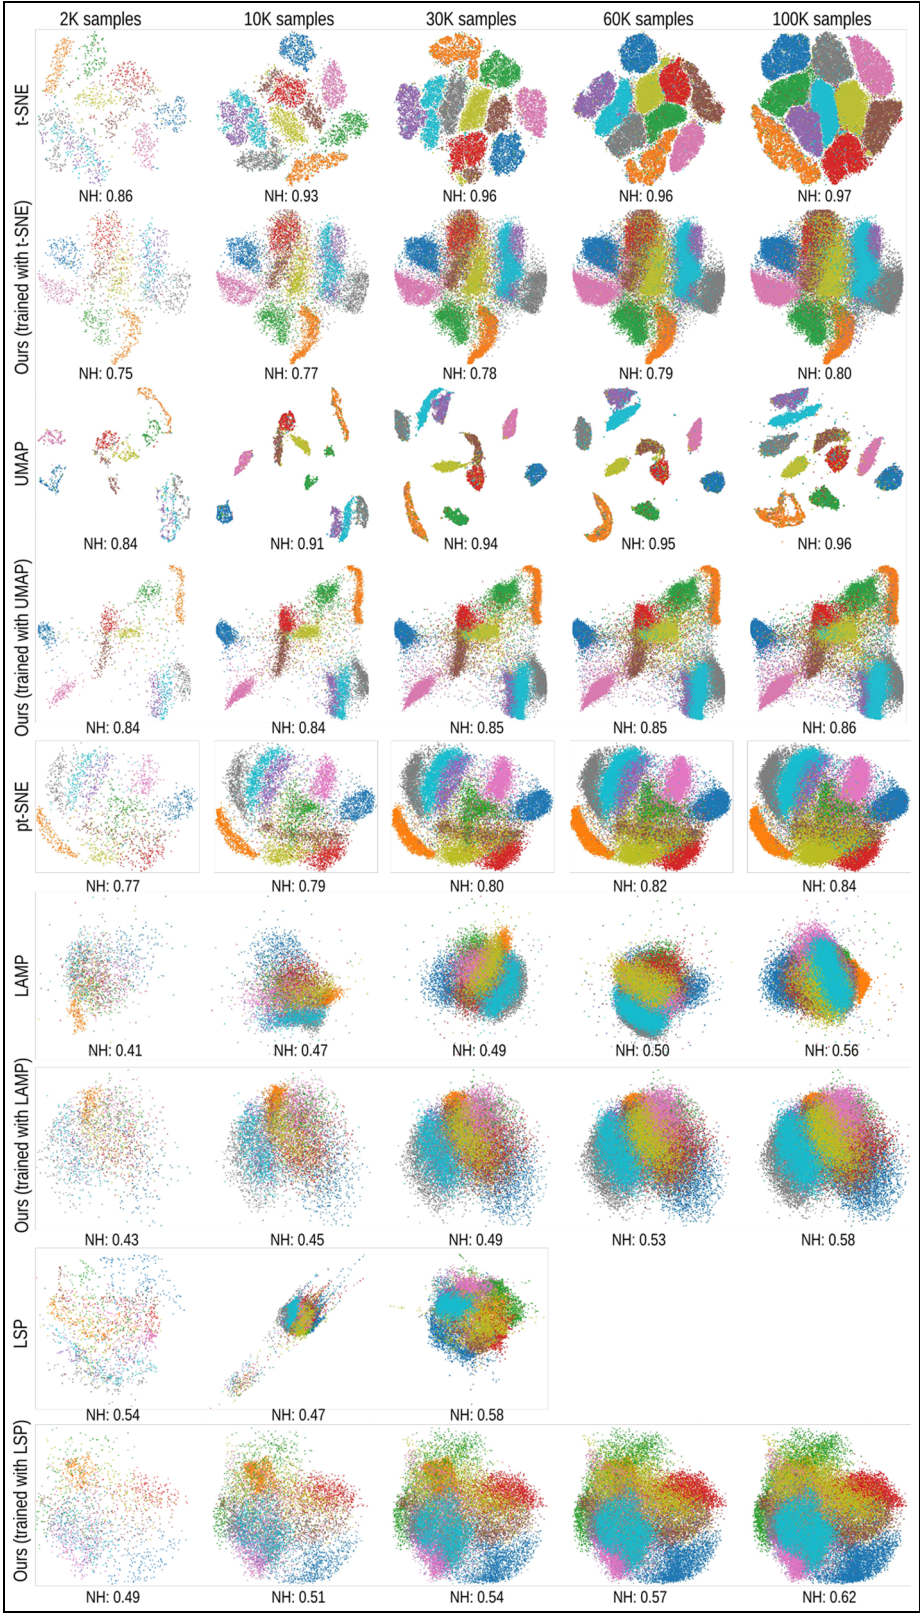 2K samples 10K samples 30K samples 60K samples 100K samples
t-SNE
NH: 0.86 NH: 0.93 NH: 0.96 NH: 0.96 NH: 0.97
Ours (trained with t-SNE)
NH: 0.75 NH: 0.77 NH: 0.78 NH: 0.79 NH: 0.80
UMAP
NH: 0.84 NH: 0.91 NH: 0.94 NH: 0.95 NH: 0.96
Ours (trained with UMAP)
NH: 0.84 NH: 0.84 NH: 0.85 NH: 0.85 NH: 0.86
pt-SNE
NH: 0.77 NH: 0.79 NH: 0.80 NH: 0.82 NH: 0.84
LAMP
NH: 0.41 NH: 0.47 NH: 0.49 NH: 0.50 NH: 0.56
Ours (trained with LAMP)
NH: 0.43 NH: 0.45 NH: 0.49 NH: 0.53 NH: 0.58
LSP
NH: 0.54 NH: 0.47 NH: 0.58
Ours (trained with LSP)
NH: 0.49 NH: 0.51 NH: 0.54 NH: 0.57 NH: 0.62